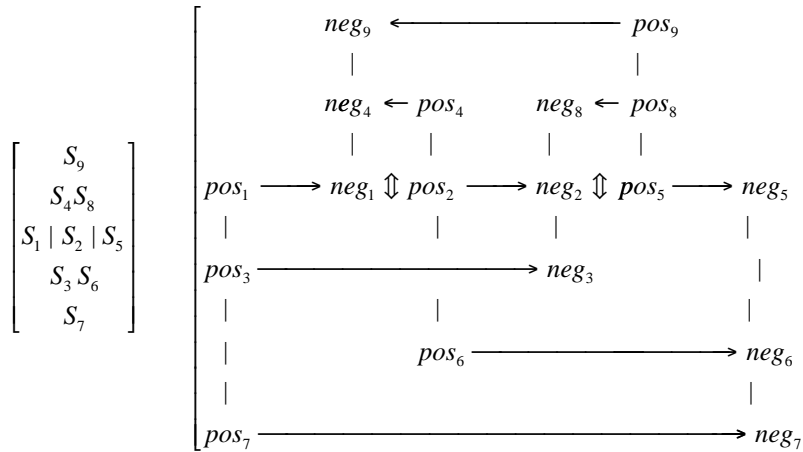 neg₉ ← pos₉
| |
neg₄ ← pos₄ neg₈ ← pos₈
| | | |
pos₁ → neg₁ ⇕ pos₂ → neg₂ ⇕ pos₅ → neg₅
| | | |
pos₃ → neg₃ |
| | |
| pos₆ → neg₆
| |
pos₇ → neg₇
S₉
S₄S₈
S₁ | S₂ | S₅
S₃ S₆
S₇